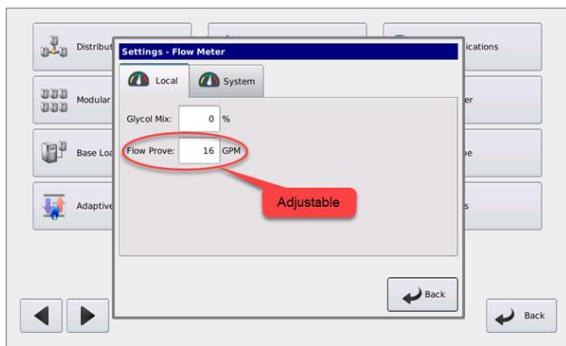 Settings - Flow Meter
Local
System
Glycol Mix: 0 %
Flow Prove: 16 GPM
Adjustable
Back
Distribut
Modular
Base Loa
Adaptive
ications
er
pe
s
Back